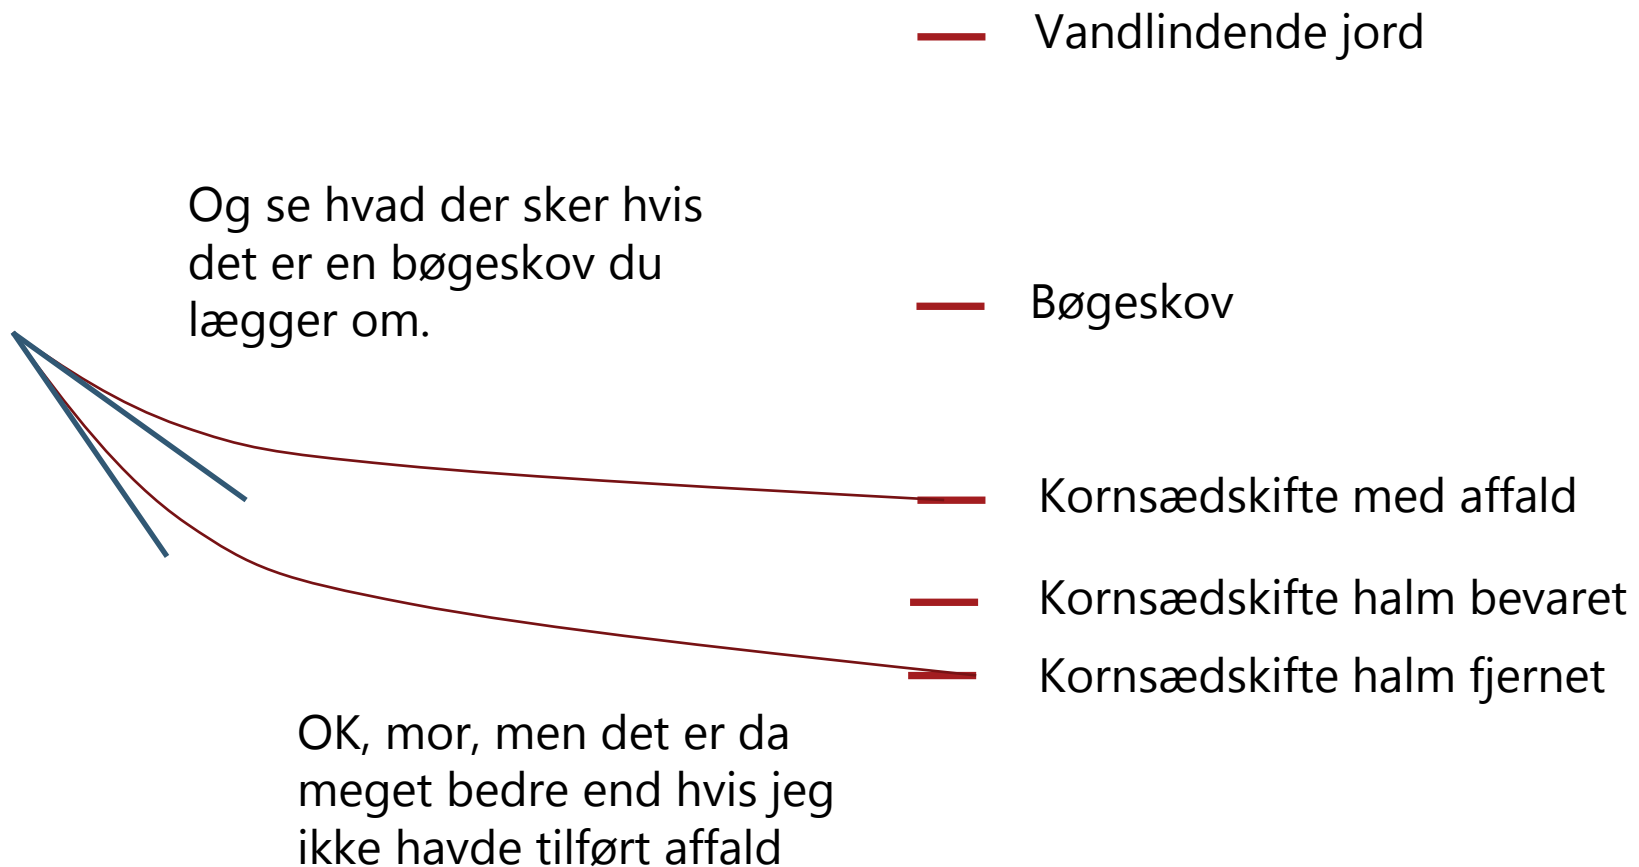 Vandlindende jord
Og se hvad der sker hvis
det er en bøgeskov du
lægger om.
Bøgeskov
Kornsædskifte med affald
Kornsædskifte halm bevaret
Kornsædskifte halm fjernet
OK, mor, men det er da
meget bedre end hvis jeg
ikke havde tilført affald